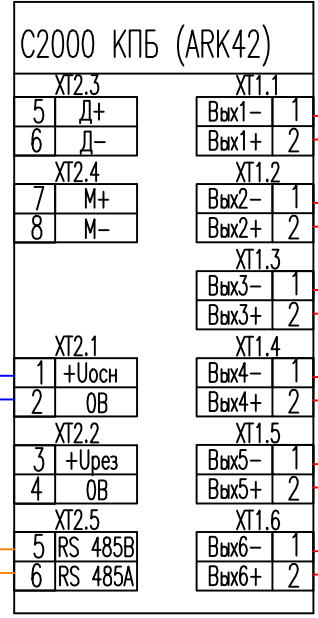 С2000 КПБ (ARK42)
XT2.3 XT1.1
5 Д+ Вых1- 1
6 Д- Вых1+ 2
XT2.4 XT1.2
7 М+ Вых2- 1
8 М- Вых2+ 2
XT1.3
Вых3- 1
Вых3+ 2
XT2.1 XT1.4
1 +Uосн Вых4- 1
2 0В Вых4+ 2
XT2.2 XT1.5
3 +Uрез Вых5- 1
4 0В Вых5+ 2
XT2.5 XT1.6
5 RS 485B Вых6- 1
6 RS 485A Вых6+ 2